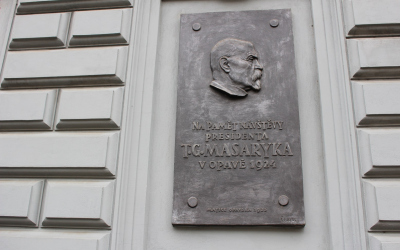 NA PAMĚŤ NÁVŠTĚVY
PRESIDENTA
T.G.MASARYKA
V OPAVĚ 1924